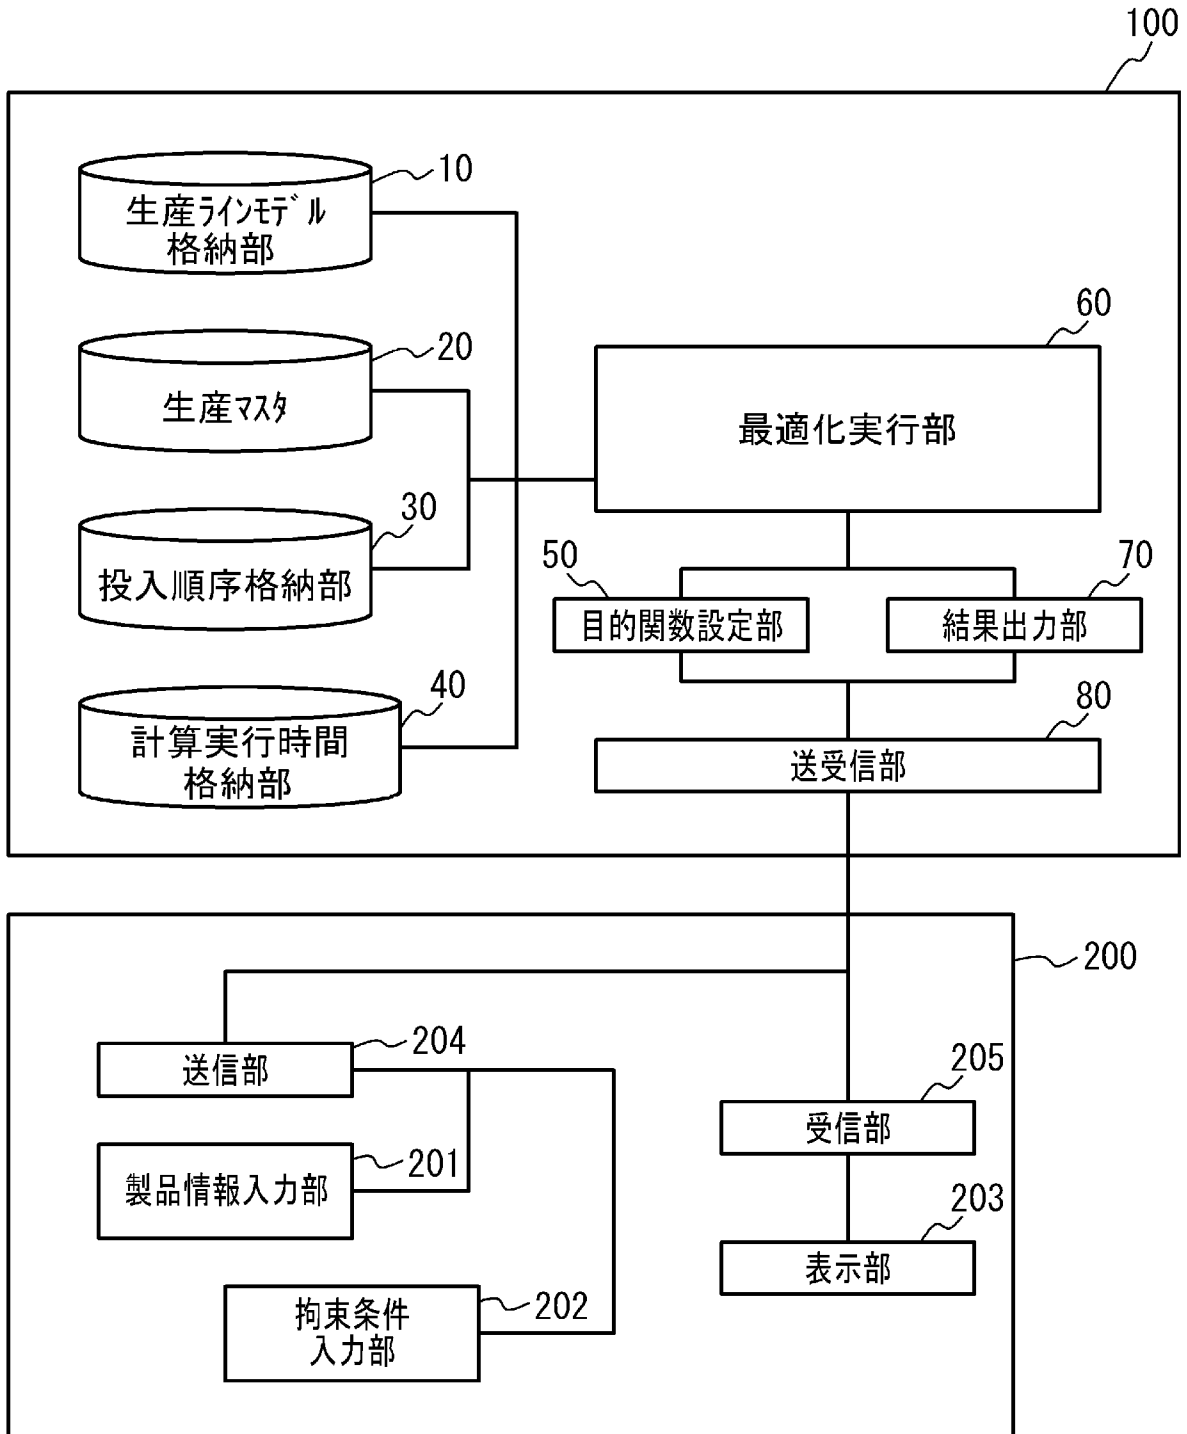 100
10
生産ﾗｲﾝﾓﾃﾞﾙ
格納部
20
生産ﾏｽﾀ
30
投入順序格納部
40
計算実行時間
格納部
60
最適化実行部
50
目的関数設定部
70
結果出力部
80
送受信部
200
204
送信部
201
製品情報入力部
202
拘束条件
入力部
205
受信部
203
表示部